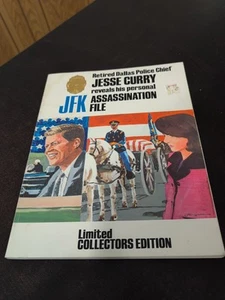 Retired Dallas Police Chief
JESSE CURRY
reveals his personal
JFK ASSASSINATION
FILE
Limited
COLLECTORS EDITION